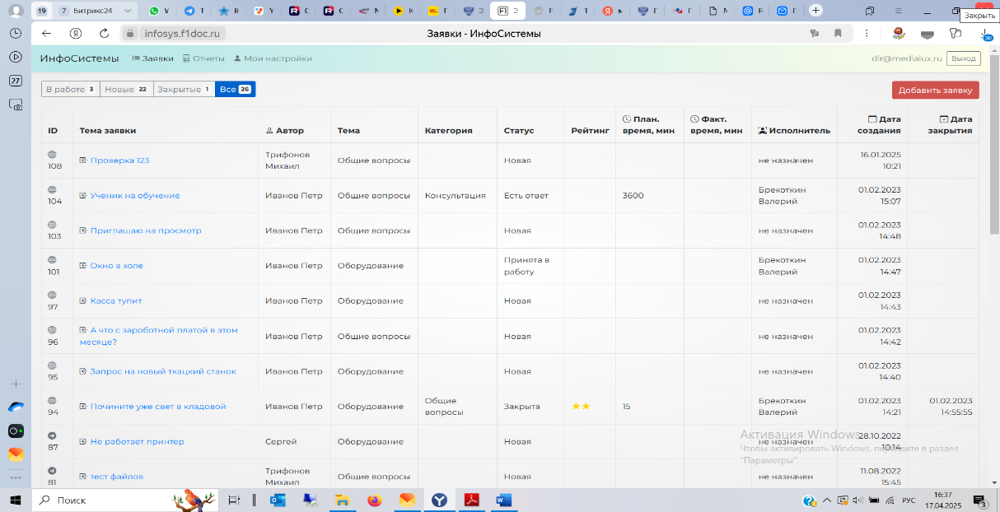 19 7 Битрикс24
Закрыть
infosys.f1doc.ru Заявки - ИнфоСистемы
30
27
ИнфоСистемы Заявки Отчеты Мои настройки dir@medialux.ru Выход
В работе 3 Новые 22 Закрытые 1 Все 26 Добавить заявку
ID Тема заявки Автор Тема Категория Статус Рейтинг План. время, мин Факт. время, мин Исполнитель Дата создания Дата закрытия
108 Проверка 123 Трифонов Михаил Общие вопросы Новая не назначен 16.01.2025 10:21
104 Ученик на обучение Иванов Петр Общие вопросы Консультация Есть ответ 3600 Брекоткин Валерий 01.02.2023 15:07
103 Приглашаю на просмотр Иванов Петр Общие вопросы Новая не назначен 01.02.2023 14:48
101 Окно в холе Иванов Петр Оборудование Принята в работу Брекоткин Валерий 01.02.2023 14:47
97 Касса тупит Иванов Петр Оборудование Новая не назначен 01.02.2023 14:43
96 А что с зароботной платой в этом месяце? Иванов Петр Общие вопросы Новая не назначен 01.02.2023 14:42
95 Запрос на новый ткацкий станок Иванов Петр Оборудование Новая не назначен 01.02.2023 14:40
94 Почините уже свет в кладовой Иванов Петр Оборудование Общие вопросы Закрыта 15 Брекоткин Валерий 01.02.2023 14:21 01.02.2023 14:55:55
87 Не работает принтер Сергей Оборудование Новая не назначен 28.10.2022 10:14
81 тест файлов Трифонов Михаил Общие вопросы Новая не назначен 11.08.2022 15:45
Активация Windows
Чтобы активировать Windows, перейдите в раздел
"Параметры".
Поиск РУС 16:37
17.04.2025 3